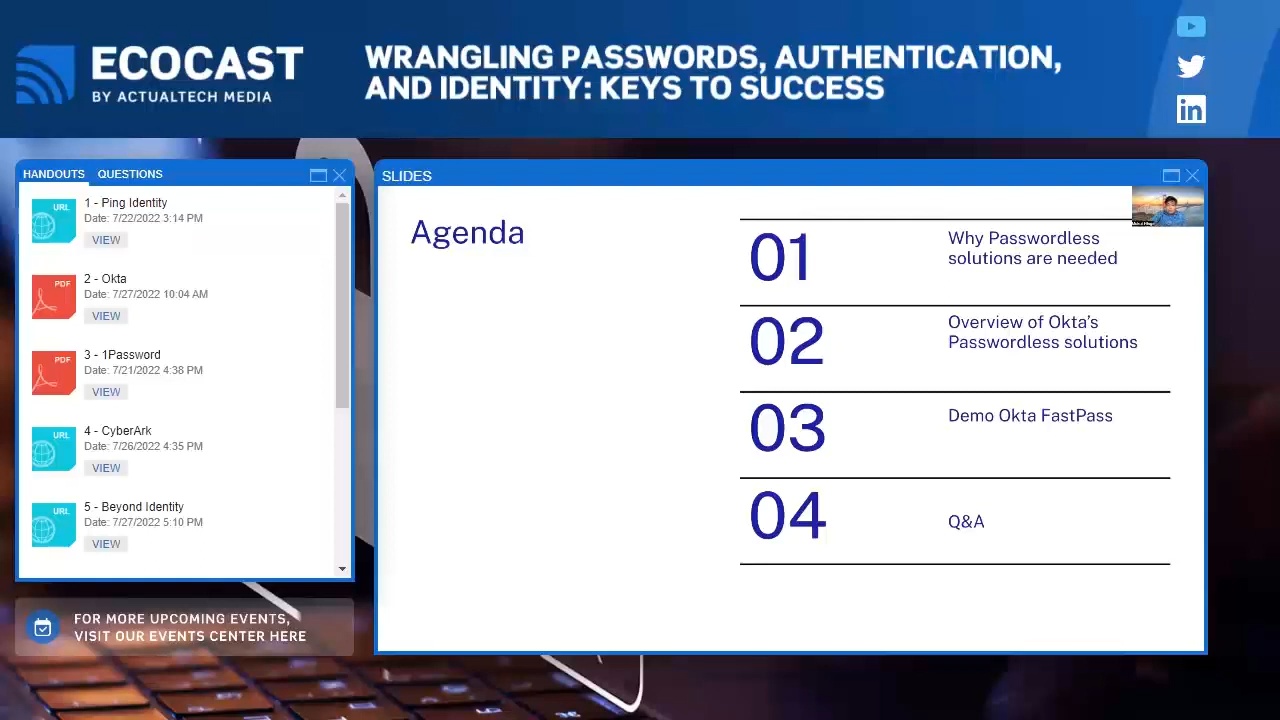 ECOCAST
BY ACTUALTECH MEDIA
WRANGLING PASSWORDS, AUTHENTICATION,
AND IDENTITY: KEYS TO SUCCESS
in
HANDOUTS QUESTIONS
URL
1 - Ping Identity
Date: 7/22/2022 3:14 PM
VIEW
PDF
2 - Okta
Date: 7/27/2022 10:04 AM
VIEW
PDF
3 - 1Password
Date: 7/21/2022 4:38 PM
VIEW
URL
4 - CyberArk
Date: 7/26/2022 4:35 PM
VIEW
URL
5 - Beyond Identity
Date: 7/27/2022 5:10 PM
VIEW
FOR MORE UPCOMING EVENTS,
VISIT OUR EVENTS CENTER HERE
SLIDES
Agenda
01
Why Passwordless
solutions are needed
02
Overview of Okta’s
Passwordless solutions
03
Demo Okta FastPass
04
Q&A